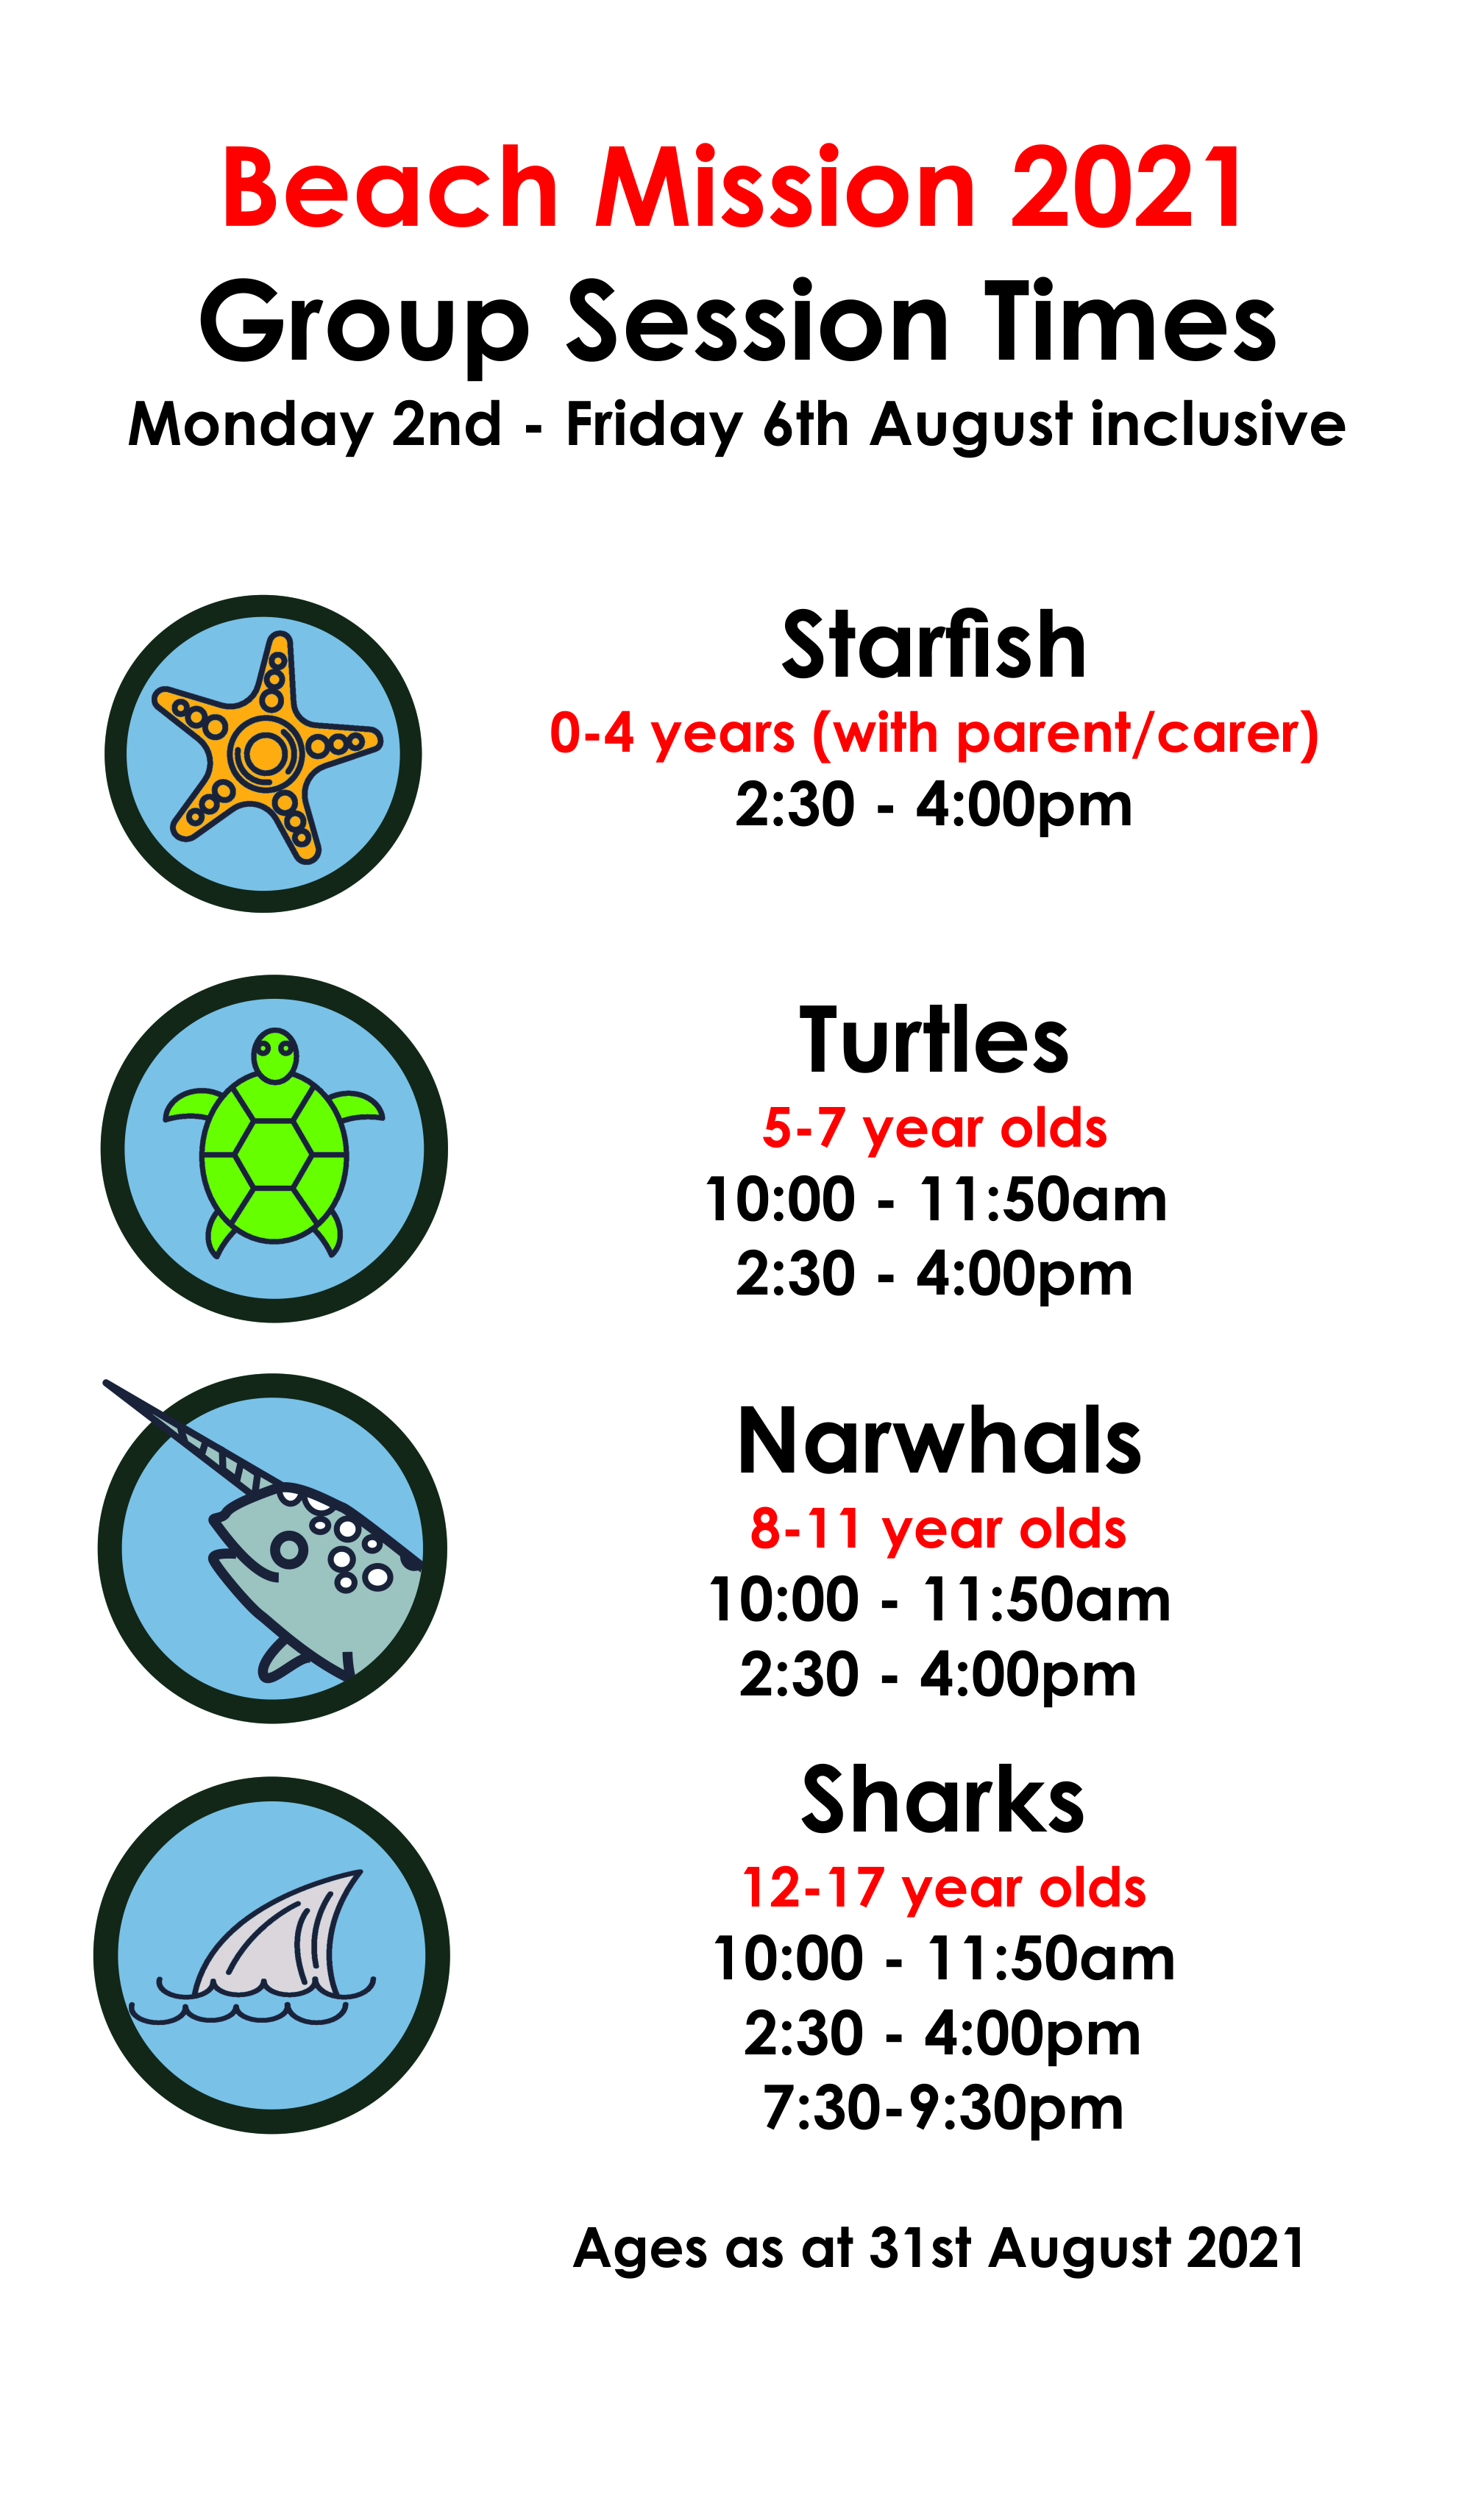 Beach Mission 2021
Group Session Times
Monday 2nd - Friday 6th August inclusive
Starfish
0-4 years (with parent/carer)
2:30 - 4:00pm
Turtles
5-7 year olds
10:00 - 11:50am
2:30 - 4:00pm
Narwhals
8-11 year olds
10:00 - 11:50am
2:30 - 4:00pm
Sharks
12-17 year olds
10:00 - 11:50am
2:30 - 4:00pm
7:30-9:30pm
Ages as at 31st August 2021